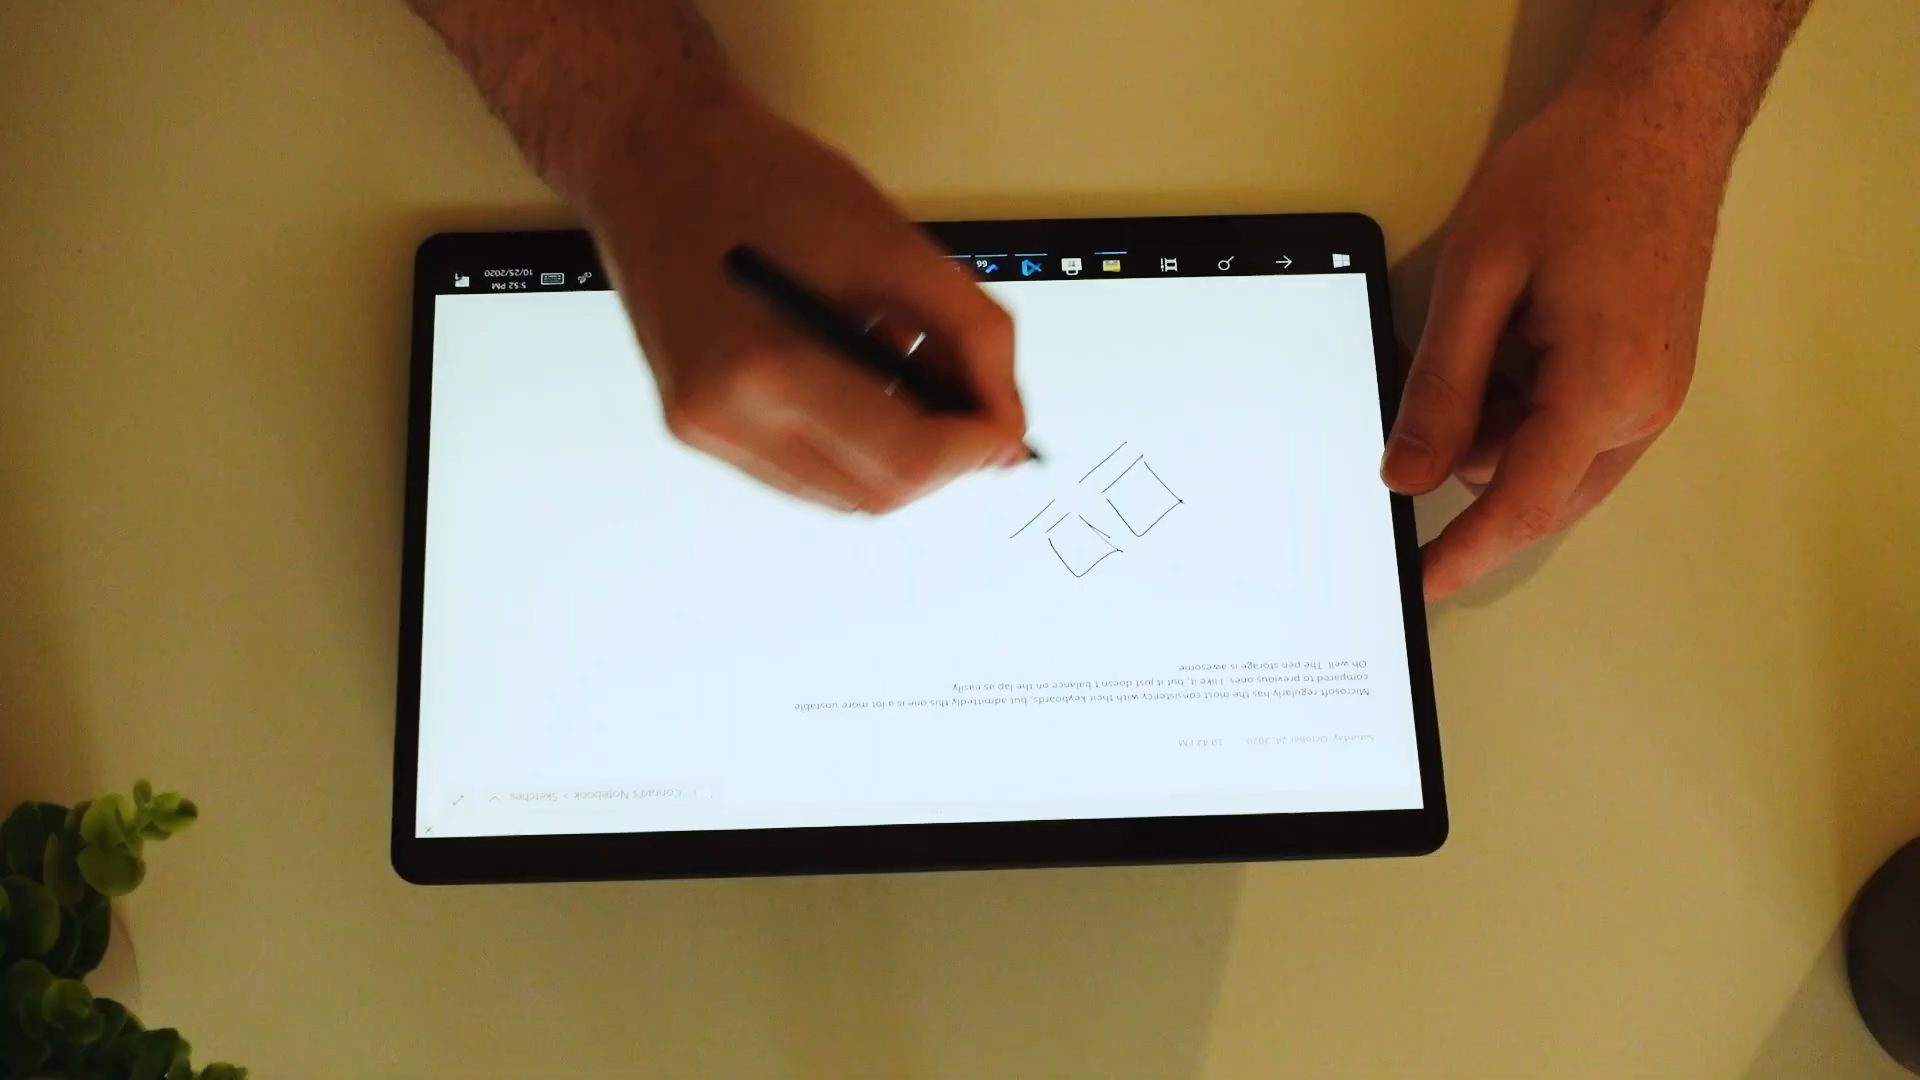 Conrad's Notebook > Sketches
Saturday, October 24, 2020 10:42 PM
Microsoft regularly has the most consistency with their keyboards, but admittedly this one is a lot more unstable
compared to previous ones. I like it, but it just doesn't balance on the lap as easily
Oh well. The pen storage is awesome
66
5:52 PM
10/25/2020